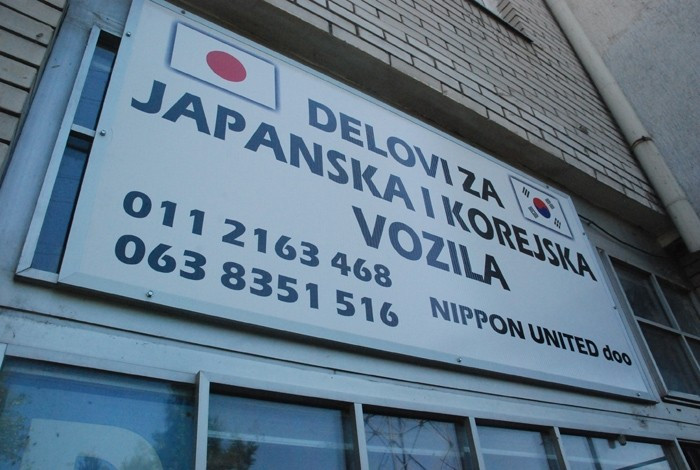 DELOVI ZA
JAPANSKA I KOREJSKA
VOZILA
011 2163 468
063 8351 516
NIPPON UNITED doo